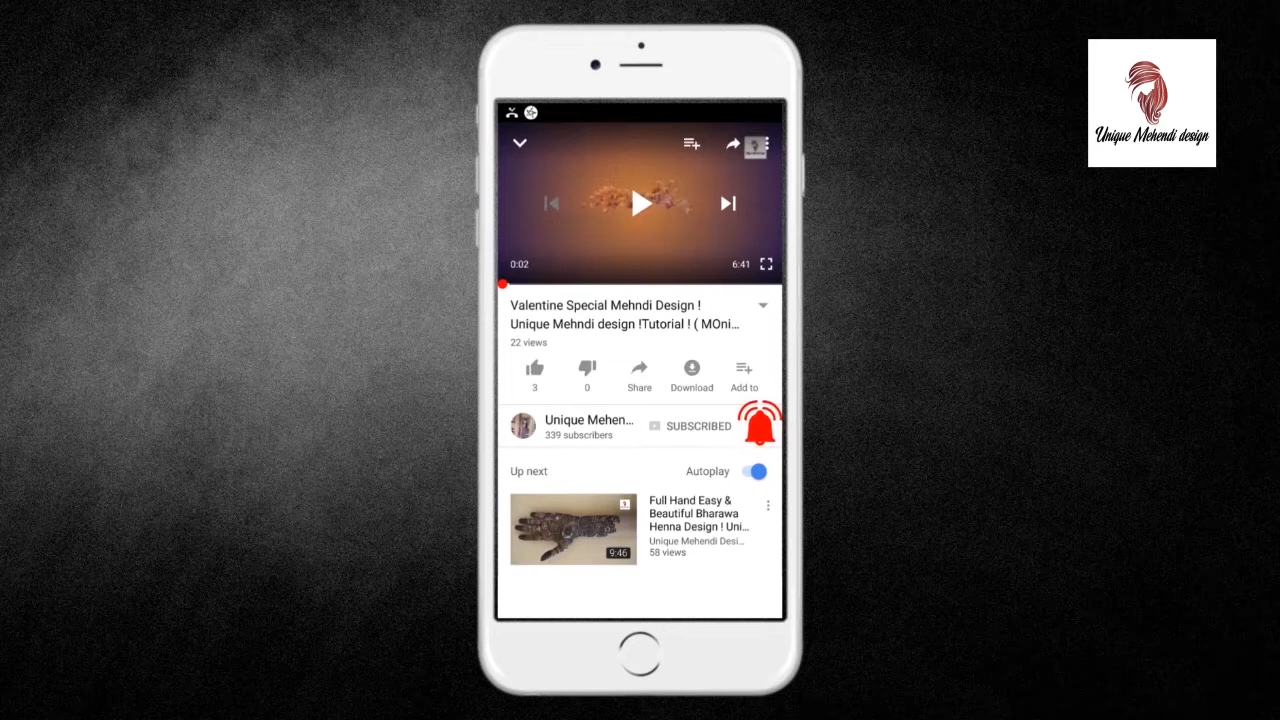 Unique Mehendi design
0:02
6:41
Valentine Special Mehndi Design !
Unique Mehndi design !Tutorial ! ( MOni...
22 views
3
0
Share
Download
Add to
Unique Mehen...
339 subscribers
SUBSCRIBED
Up next
Autoplay
9:46
Full Hand Easy &
Beautiful Bharawa
Henna Design ! Uni...
Unique Mehendi Desi...
58 views